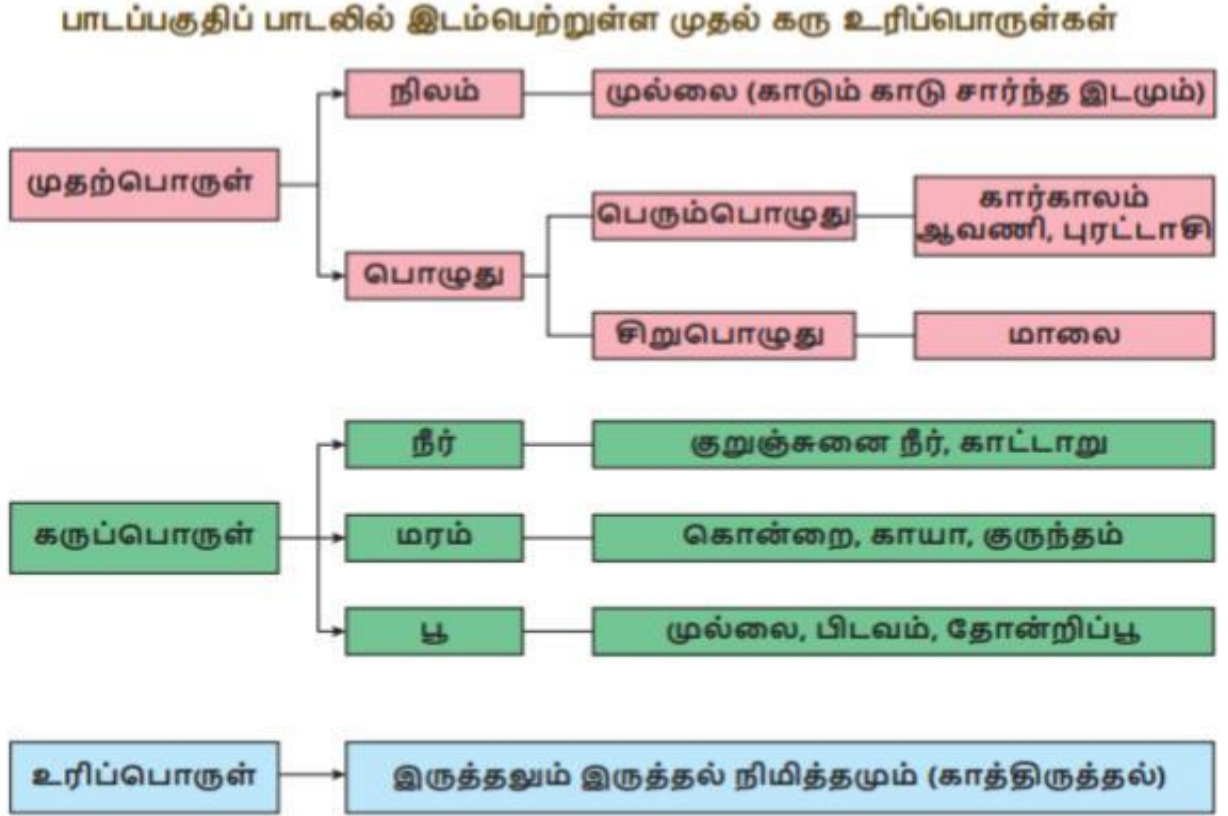 பாடப்பகுதிப் பாடலில் இடம்பெற்றுள்ள முதல் கரு உரிப்பொருள்கள்
முதற்பொருள்
நிலம்
முல்லை (காடும் காடு சார்ந்த இடமும்)
பொழுது
பெரும்பொழுது
கார்காலம்
ஆவணி, புரட்டாசி
சிறுபொழுது
மாலை
கருப்பொருள்
நீர்
குறுஞ்சுனை நீர், காட்டாறு
மரம்
கொன்றை, காயா, குருந்தம்
பூ
முல்லை, பிடவம், தோன்றிப்பூ
உரிப்பொருள்
இருத்தலும் இருத்தல் நிமித்தமும் (காத்திருத்தல்)